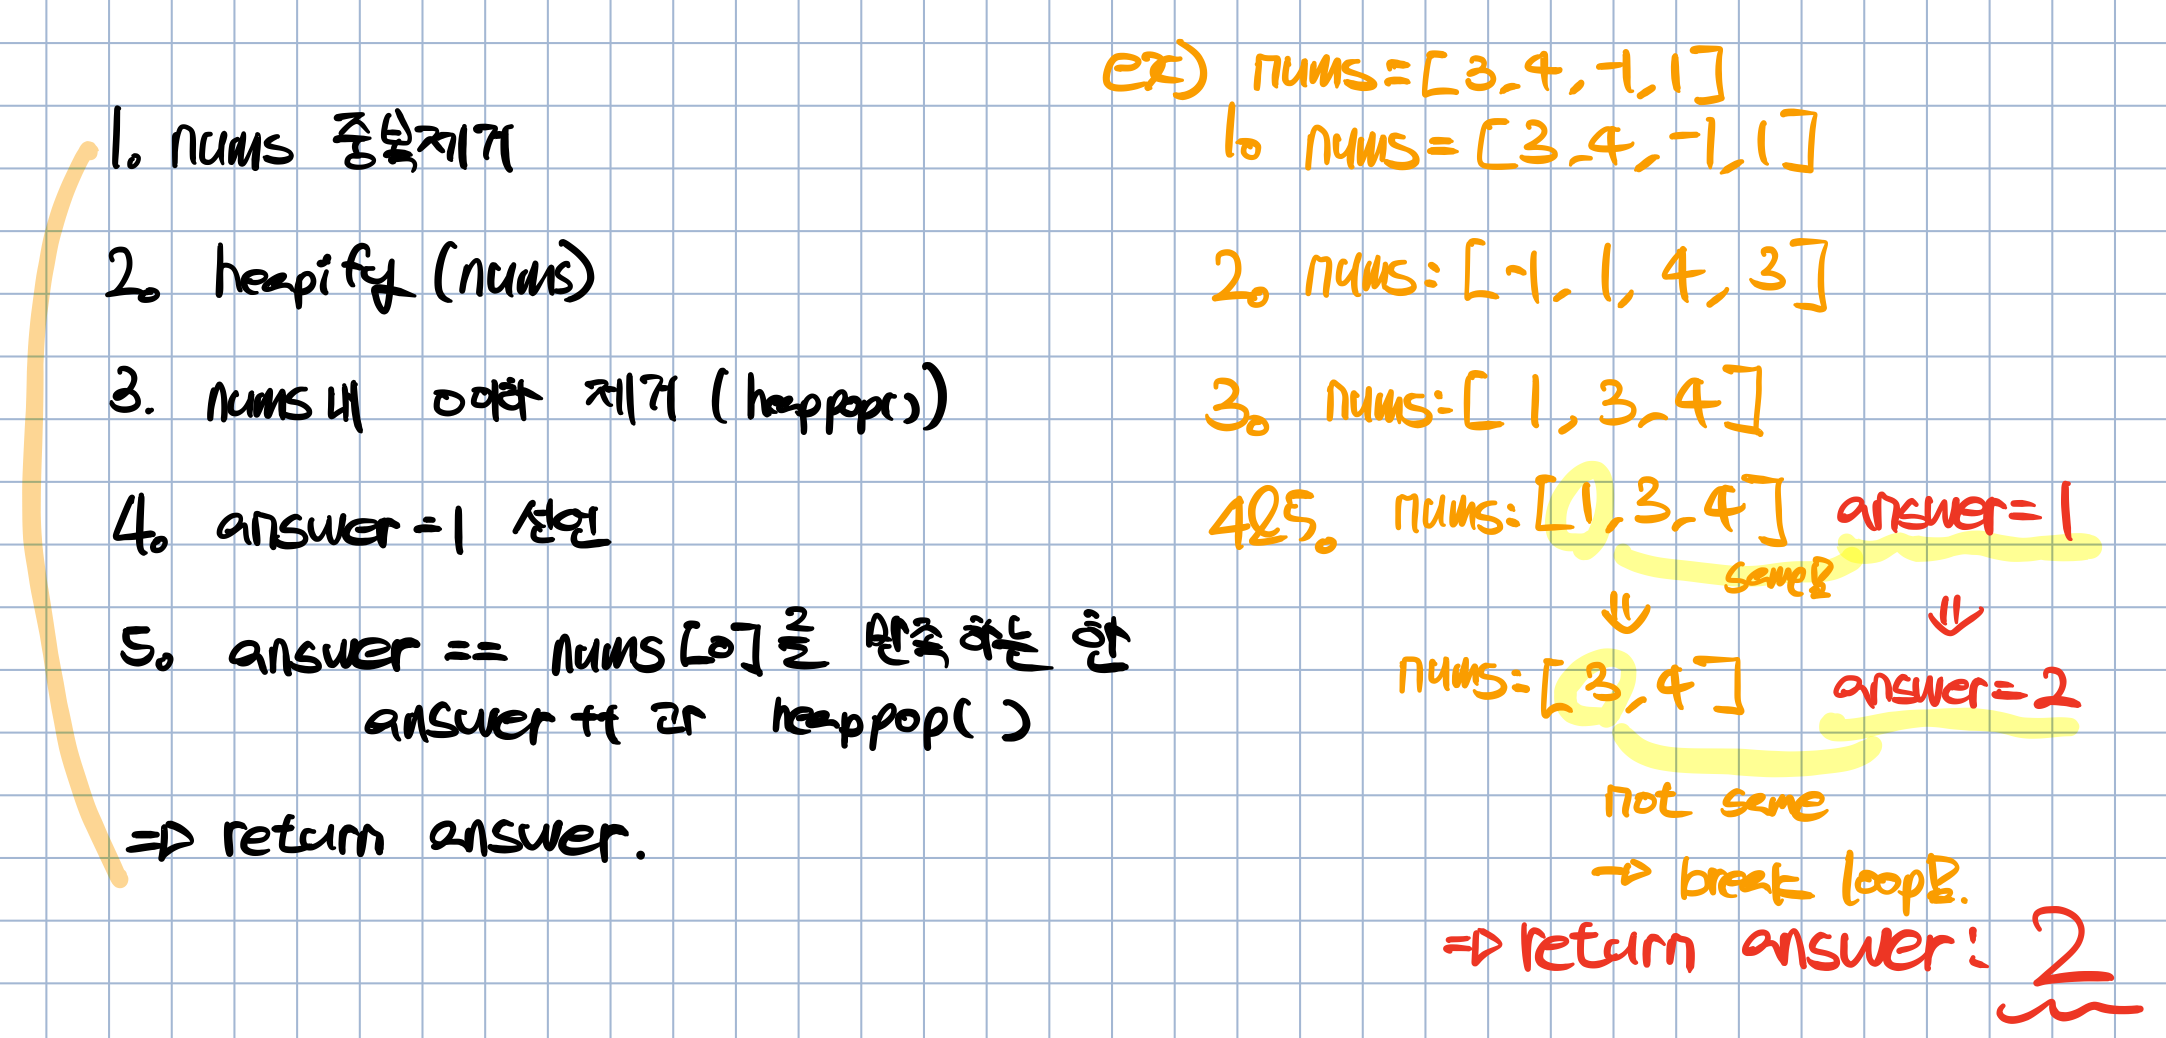 1. nums 중복제거
2. heapify (nums)
3. nums 내 0이하 제거 (heappop())
4. answer=1 선언
5. answer == nums[0]를 만족하는 한
answer++ 과 heappop( )
⇒ return answer.
ex) nums=[3,4,-1,1]
1. nums=[3,4,-1,1]
2. nums:[-1,1,4,3]
3. nums:[1,3,4]
nums:[1,3,4] answer=1
same!
⇓ ⇓
nums:[3,4] answer=2
not same
→ break loop!.
⇒ return answer: 2